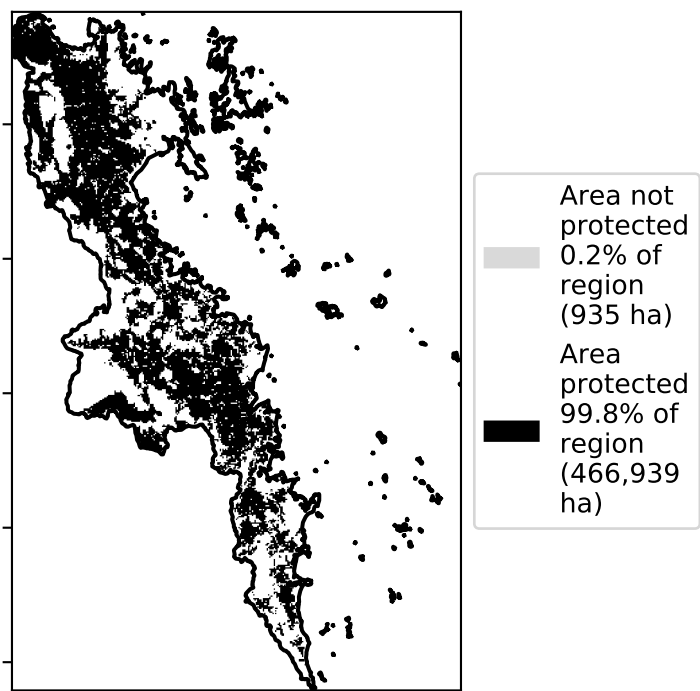 Area not
protected
0.2% of
region
(935 ha)
Area
protected
99.8% of
region
(466,939
ha)